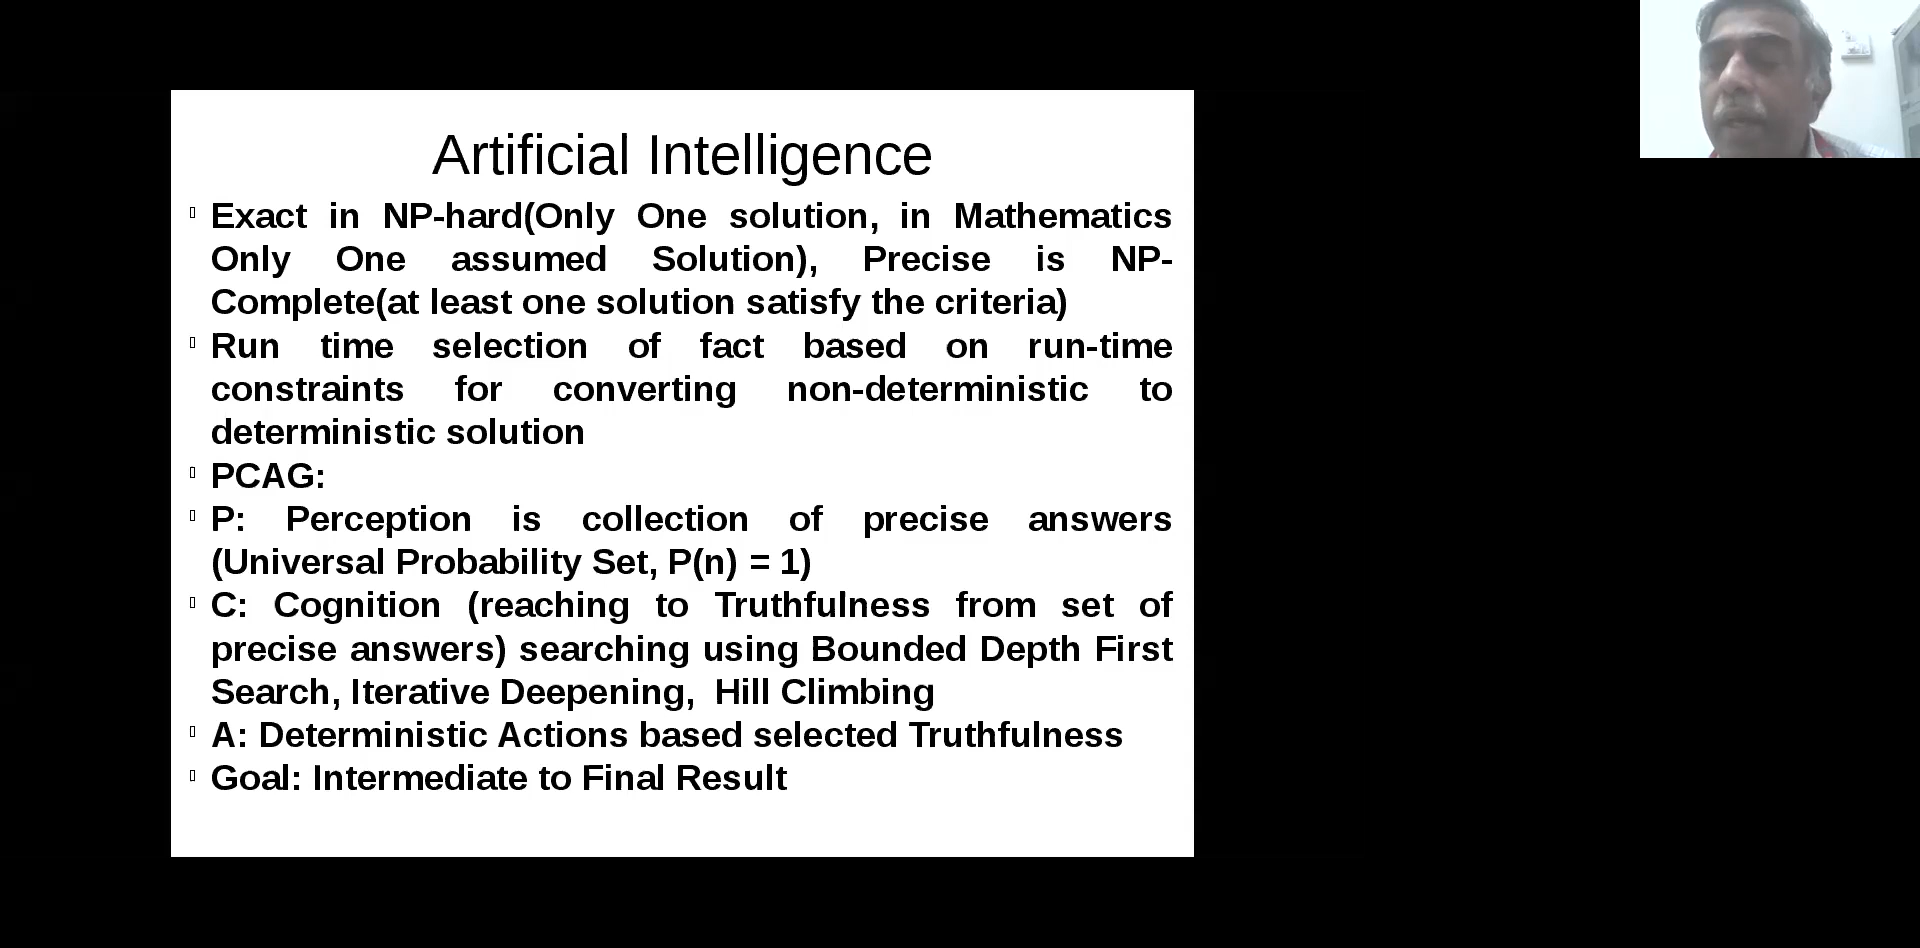 Artificial Intelligence
Exact in NP-hard(Only One solution, in Mathematics
Only One assumed Solution), Precise is NP-
Complete(at least one solution satisfy the criteria)
Run time selection of fact based on run-time
constraints for converting non-deterministic to
deterministic solution
PCAG:
P: Perception is collection of precise answers
(Universal Probability Set, P(n) = 1)
C: Cognition (reaching to Truthfulness from set of
precise answers) searching using Bounded Depth First
Search, Iterative Deepening,  Hill Climbing
A: Deterministic Actions based selected Truthfulness
Goal: Intermediate to Final Result